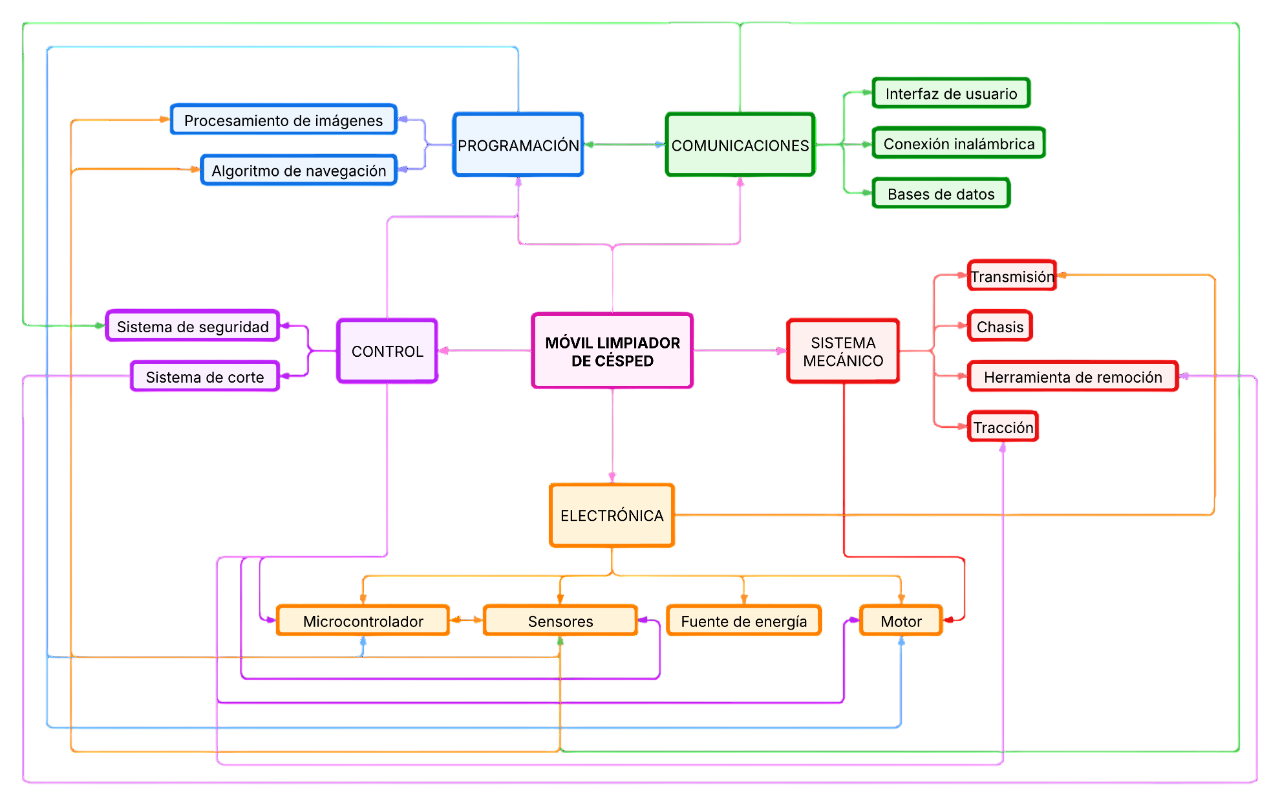 Interfaz de usuario
Procesamiento de imágenes
PROGRAMACIÓN
COMUNICACIONES
Conexión inalámbrica
Algoritmo de navegación
Bases de datos
Transmisión
Sistema de seguridad
Chasis
CONTROL
MÓVIL LIMPIADOR
DE CÉSPED
SISTEMA
MECÁNICO
Sistema de corte
Herramienta de remoción
Tracción
ELECTRÓNICA
Microcontrolador
Sensores
Fuente de energía
Motor